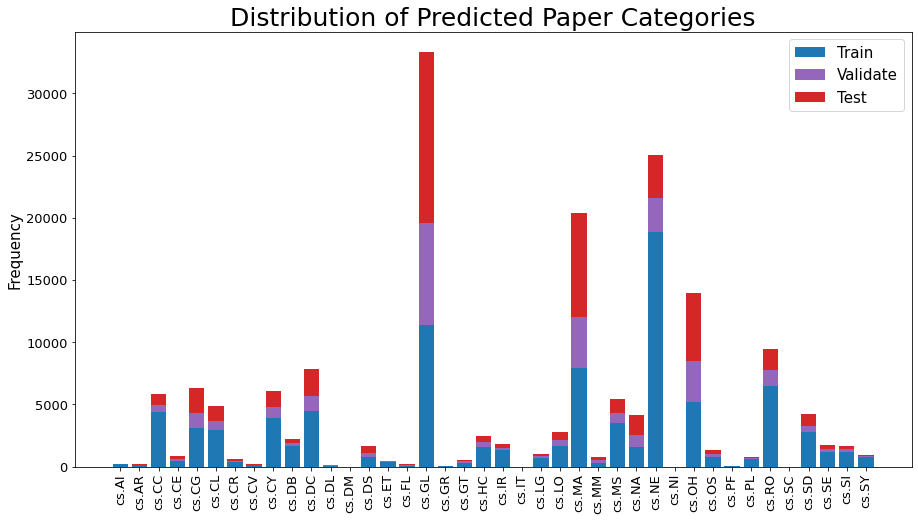 Distribution of Predicted Paper Categories
Train
Validate
Test
Frequency
30000
25000
20000
15000
10000
5000
0
cs.AI
cs.AR
cs.CC
cs.CE
cs.CG
cs.CL
cs.CR
cs.CV
cs.CY
cs.DB
cs.DC
cs.DL
cs.DM
cs.DS
cs.ET
cs.FL
cs.GL
cs.GR
cs.GT
cs.HC
cs.IR
cs.IT
cs.LG
cs.LO
cs.MA
cs.MM
cs.MS
cs.NA
cs.NE
cs.NI
cs.OH
cs.OS
cs.PF
cs.PL
cs.RO
cs.SC
cs.SD
cs.SE
cs.SI
cs.SY